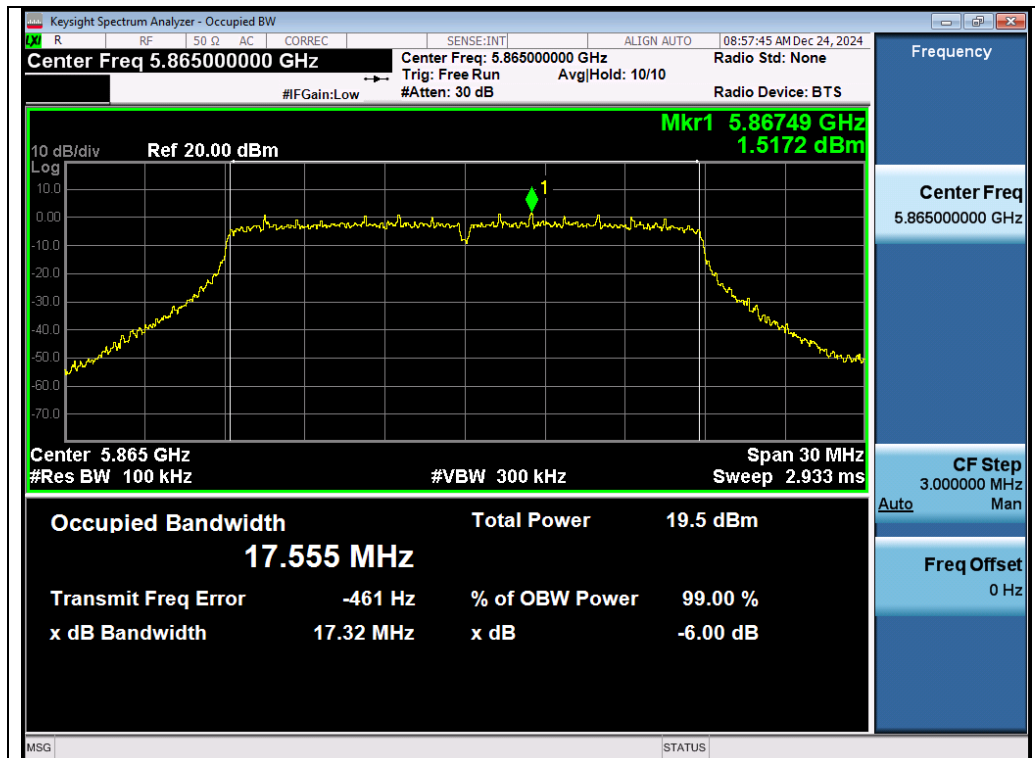 Keysight Spectrum Analyzer - Occupied BW
LXI R RF 50 Ω AC CORREC SENSE:INT ALIGN AUTO 08:57:45 AM Dec 24, 2024
Center Freq 5.865000000 GHz
Center Freq: 5.865000000 GHz
Radio Std: None
Trig: Free Run Avg|Hold: 10/10
#IFGain:Low
#Atten: 30 dB
Radio Device: BTS
Frequency
Mkr1 5.86749 GHz
1.5172 dBm
10 dB/div Ref 20.00 dBm
Log
10.0
0.00
-10.0
-20.0
-30.0
-40.0
-50.0
-60.0
-70.0
1
Center 5.865 GHz Span 30 MHz
#Res BW 100 kHz #VBW 300 kHz Sweep 2.933 ms
Center Freq
5.865000000 GHz
CF Step
3.000000 MHz
Auto Man
Freq Offset
0 Hz
Occupied Bandwidth Total Power 19.5 dBm
17.555 MHz
Transmit Freq Error -461 Hz % of OBW Power 99.00 %
x dB Bandwidth 17.32 MHz x dB -6.00 dB
MSG STATUS